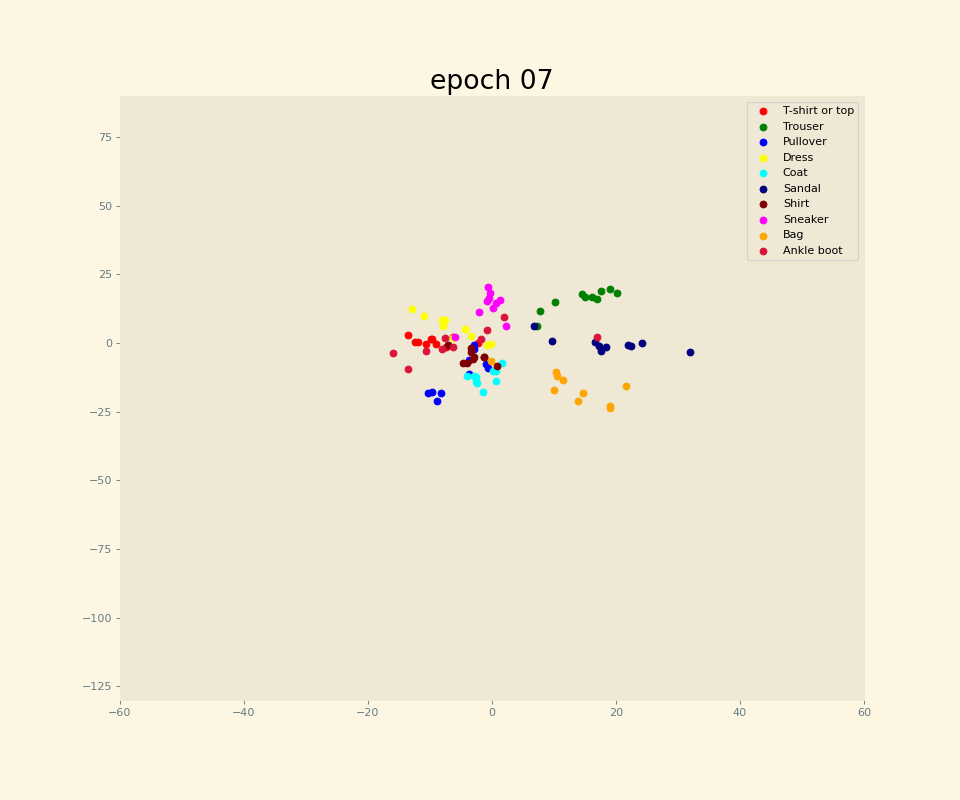 epoch 07
T-shirt or top
Trouser
Pullover
Dress
Coat
Sandal
Shirt
Sneaker
Bag
Ankle boot
75
50
25
0
−25
−50
−75
−100
−125
−60 −40 −20 0 20 40 60